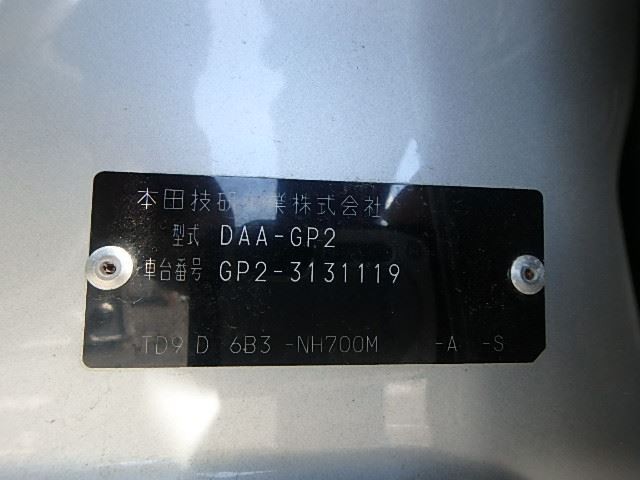 本田技研工業株式会社
型式 DAA-GP2
車台番号 GP2-3131119
TD9 D 6B3 -NH700M -A -S